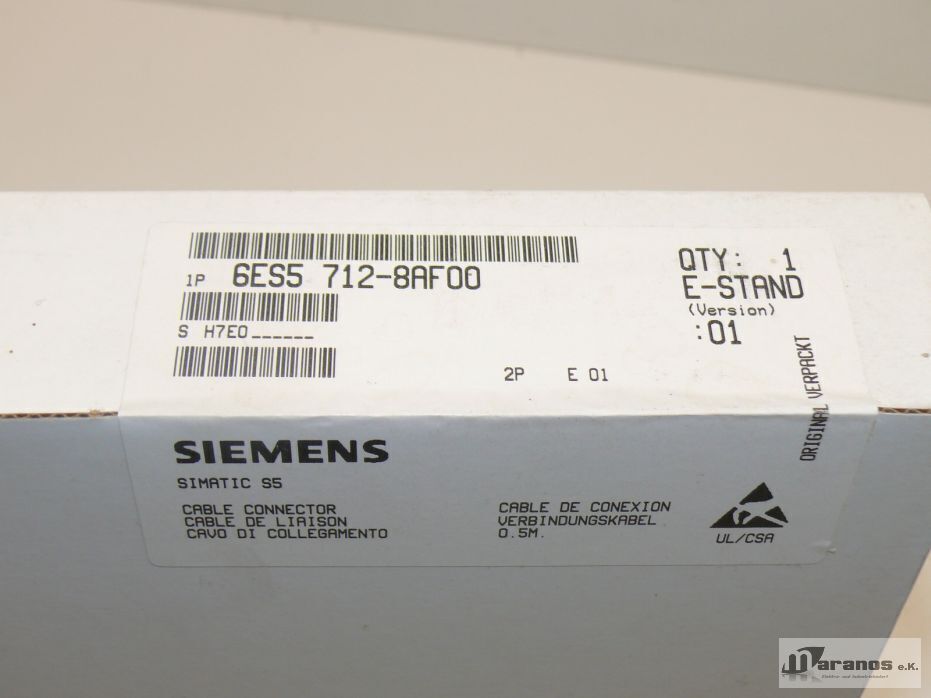 1P 6ES5 712-8AF00
S H7E0______
2P E 01
QTY: 1
E-STAND
(Version)
:01
ORIGINAL VERPACKT
SIEMENS
SIMATIC S5
CABLE CONNECTOR
CABLE DE LIAISON
CAVO DI COLLEGAMENTO
CABLE DE CONEXION
VERBINDUNGSKABEL
0.5M.
UL/CSA
maranos e.K.